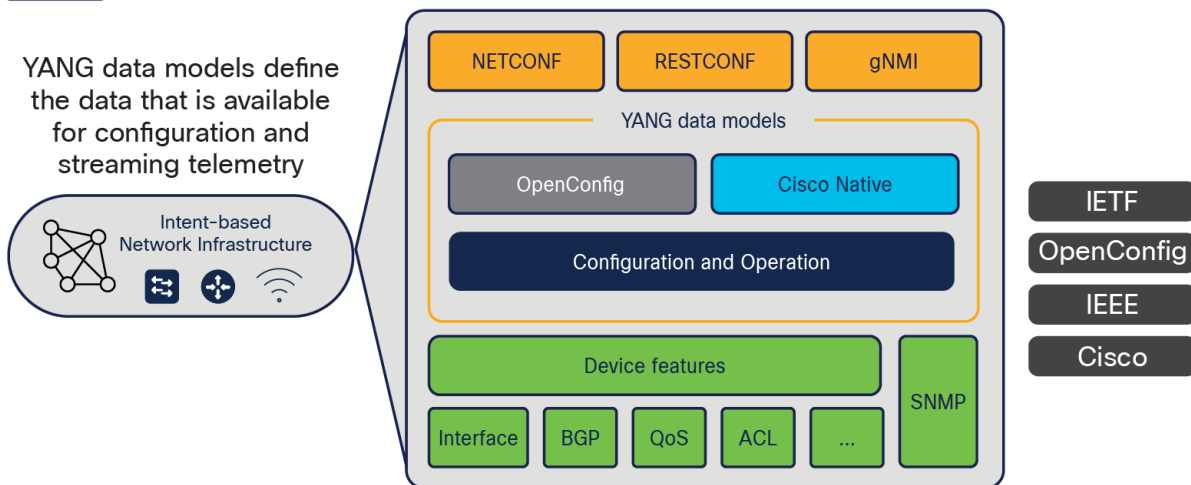 YANG data models define
the data that is available
for configuration and
streaming telemetry
Intent-based
Network Infrastructure
NETCONF
RESTCONF
gNMI
YANG data models
OpenConfig
Cisco Native
Configuration and Operation
Device features
SNMP
Interface
BGP
QoS
ACL
...
IETF
OpenConfig
IEEE
Cisco